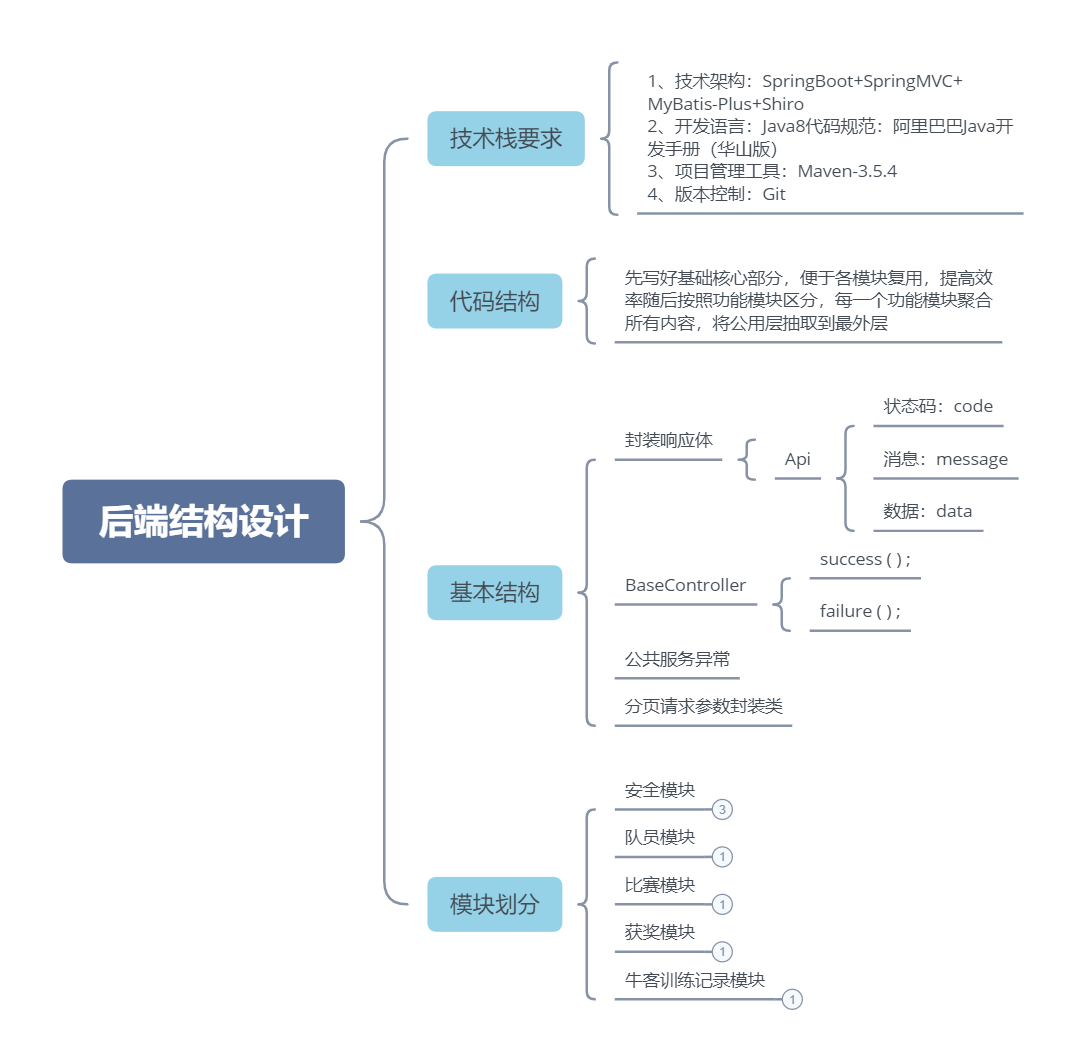 后端结构设计
技术栈要求
1、技术架构：SpringBoot+SpringMVC+
MyBatis-Plus+Shiro
2、开发语言：Java8代码规范：阿里巴巴Java开
发手册（华山版）
3、项目管理工具：Maven-3.5.4
4、版本控制：Git
代码结构
先写好基础核心部分，便于各模块复用，提高效
率随后按照功能模块区分，每一个功能模块聚合
所有内容，将公用层抽取到最外层
基本结构
封装响应体
Api
状态码：code
消息：message
数据：data
BaseController
success ( ) ;
failure ( ) ;
公共服务异常
分页请求参数封装类
模块划分
安全模块
3
队员模块
1
比赛模块
1
获奖模块
1
牛客训练记录模块
1